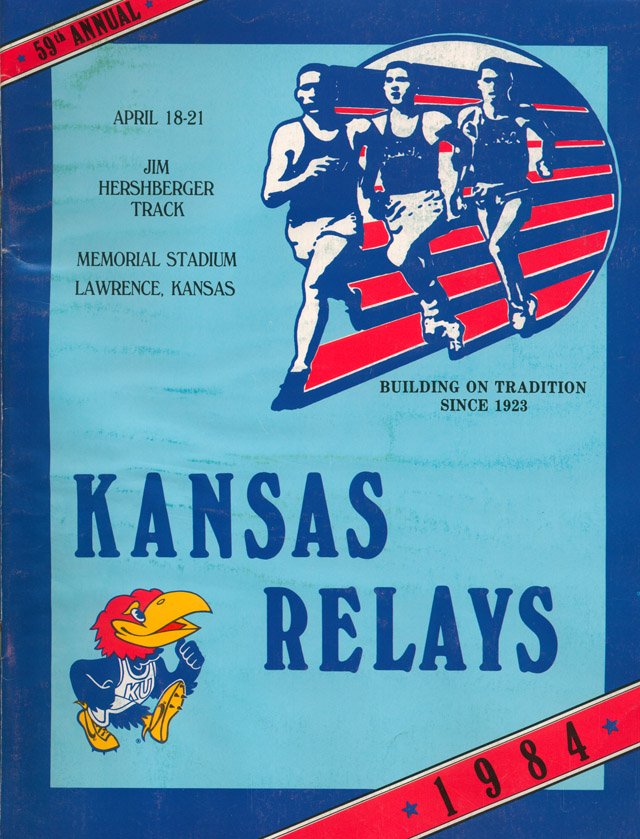 59th ANNUAL
APRIL 18-21
JIM
HERSHBERGER
TRACK
MEMORIAL STADIUM
LAWRENCE, KANSAS
BUILDING ON TRADITION
SINCE 1923
KANSAS
RELAYS
KU
1984